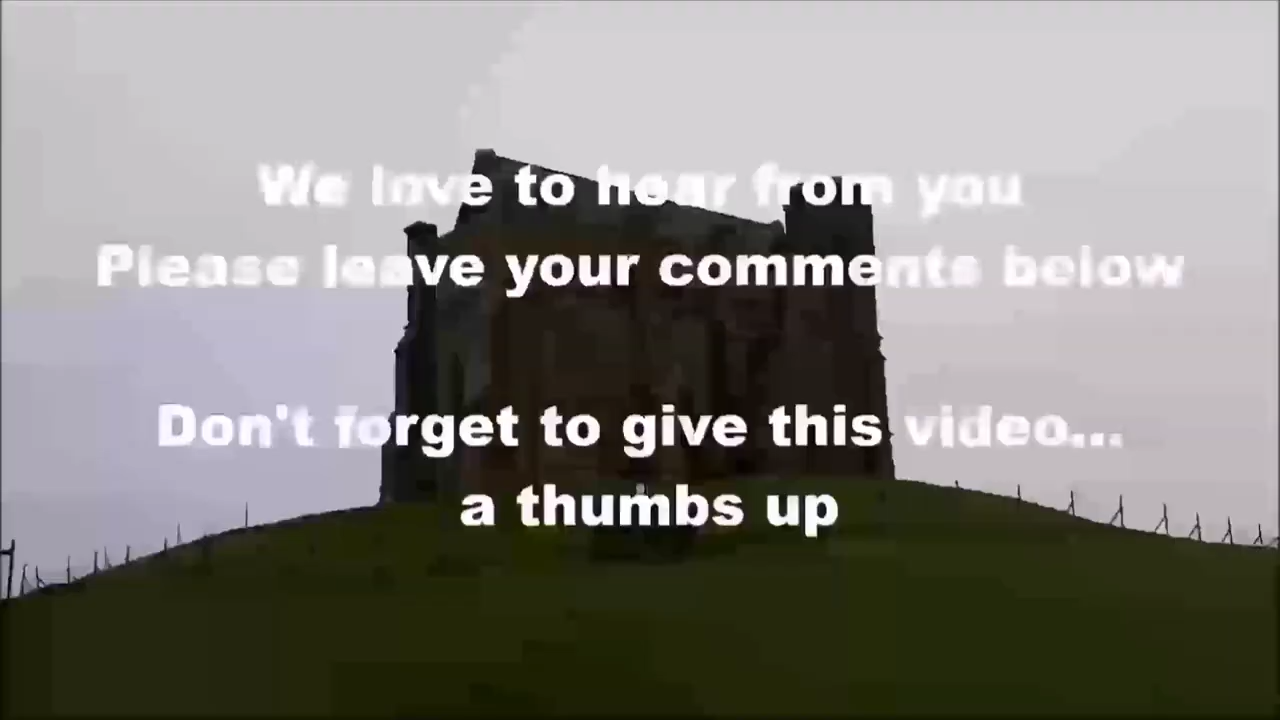 We love to hear from you
Please leave your comments below
Don't forget to give this video...
a thumbs up